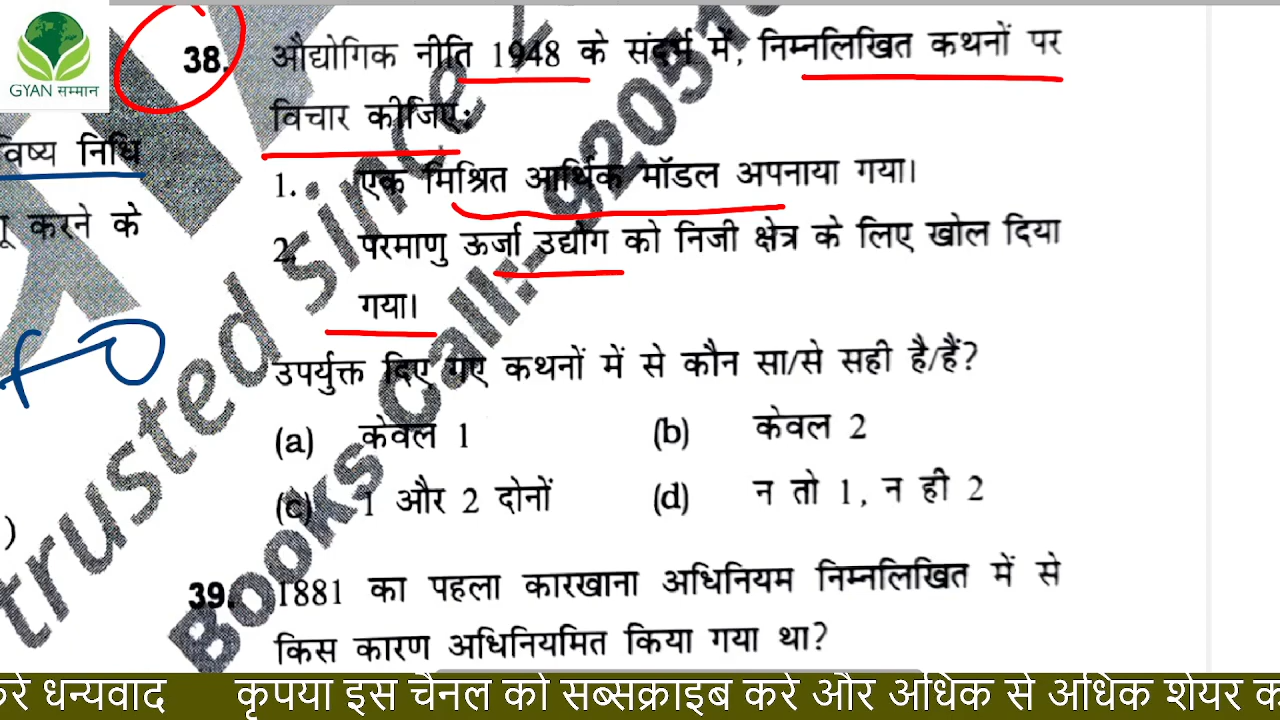 GYAN सम्मान
विष्य निधि
करने के
)
38. औद्योगिक नीति 1948 के संदर्भ में, निम्नलिखित कथनों पर
विचार कीजिए:
1. एक मिश्रित आर्थिक मॉडल अपनाया गया।
2. परमाणु ऊर्जा उद्योग को निजी क्षेत्र के लिए खोल दिया
गया।
उपर्युक्त दिए गए कथनों में से कौन सा/से सही है/हैं?
(a) केवल 1 (b) केवल 2
(c) 1 और 2 दोनों (d) न तो 1, न ही 2
39. 1881 का पहला कारखाना अधिनियम निम्नलिखित में से
किस कारण अधिनियमित किया गया था?
trusted since 2
Books Call:- 920510
करे धन्यवाद कृपया इस चैनल को सब्सक्राइब करे और अधिक से अधिक शेयर क